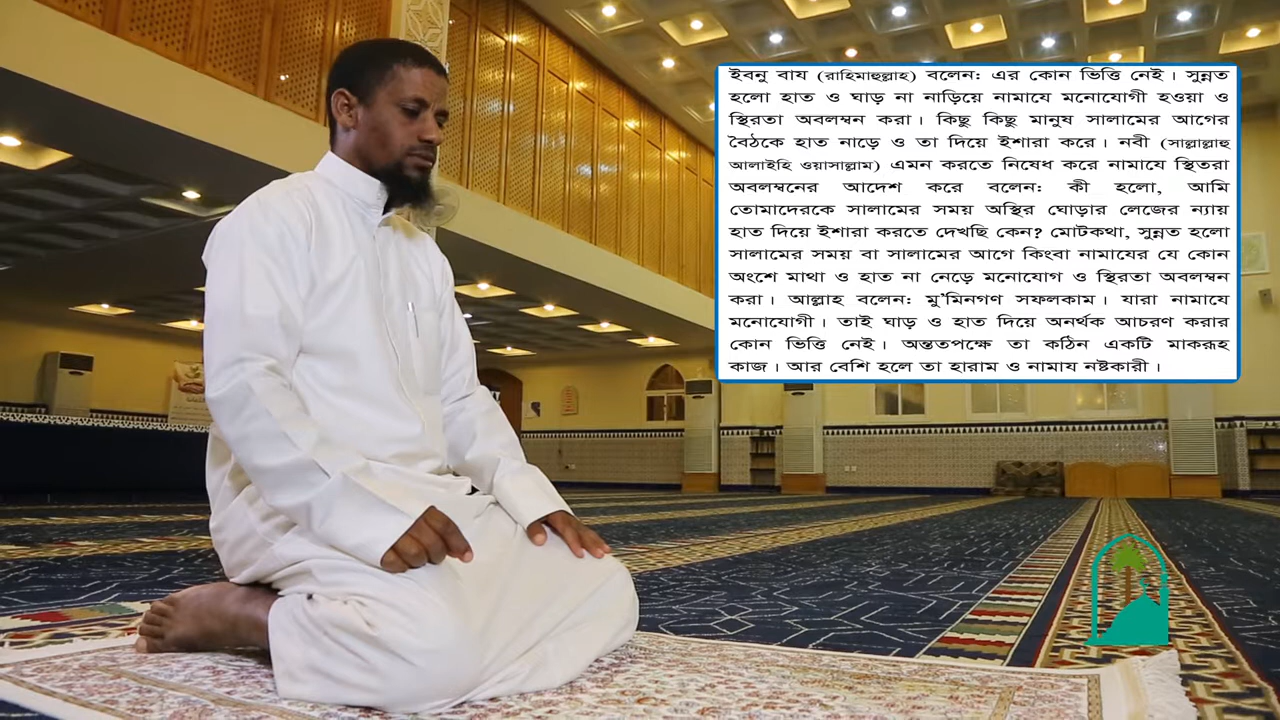 ইবনু বায (রাহিমাহুল্লাহ) বলেন: এর কোন ভিত্তি নেই। সুন্নত
হলো হাত ও ঘাড় না নাড়িয়ে নামাযে মনোযোগী হওয়া ও
স্থিরতা অবলম্বন করা। কিছু কিছু মানুষ সালামের আগের
বৈঠকে হাত নাড়ে ও তা দিয়ে ইশারা করে। নবী (সাল্লাল্লাহু
আলাইহি ওয়াসাল্লাম) এমন করতে নিষেধ করে নামাযে স্থিতরা
অবলম্বনের আদেশ করে বলেন: কী হলো, আমি
তোমাদেরকে সালামের সময় অস্থির ঘোড়ার লেজের ন্যায়
হাত দিয়ে ইশারা করতে দেখছি কেন? মোটকথা, সুন্নত হলো
সালামের সময় বা সালামের আগে কিংবা নামাযের যে কোন
অংশে মাথা ও হাত না নেড়ে মনোযোগ ও স্থিরতা অবলম্বন
করা। আল্লাহ বলেন: মু'মিনগণ সফলকাম। যারা নামাযে
মনোযোগী। তাই ঘাড় ও হাত দিয়ে অনর্থক আচরণ করার
কোন ভিত্তি নেই। অন্ততপক্ষে তা কঠিন একটি মাকরূহ
কাজ। আর বেশি হলে তা হারাম ও নামায নষ্টকারী।